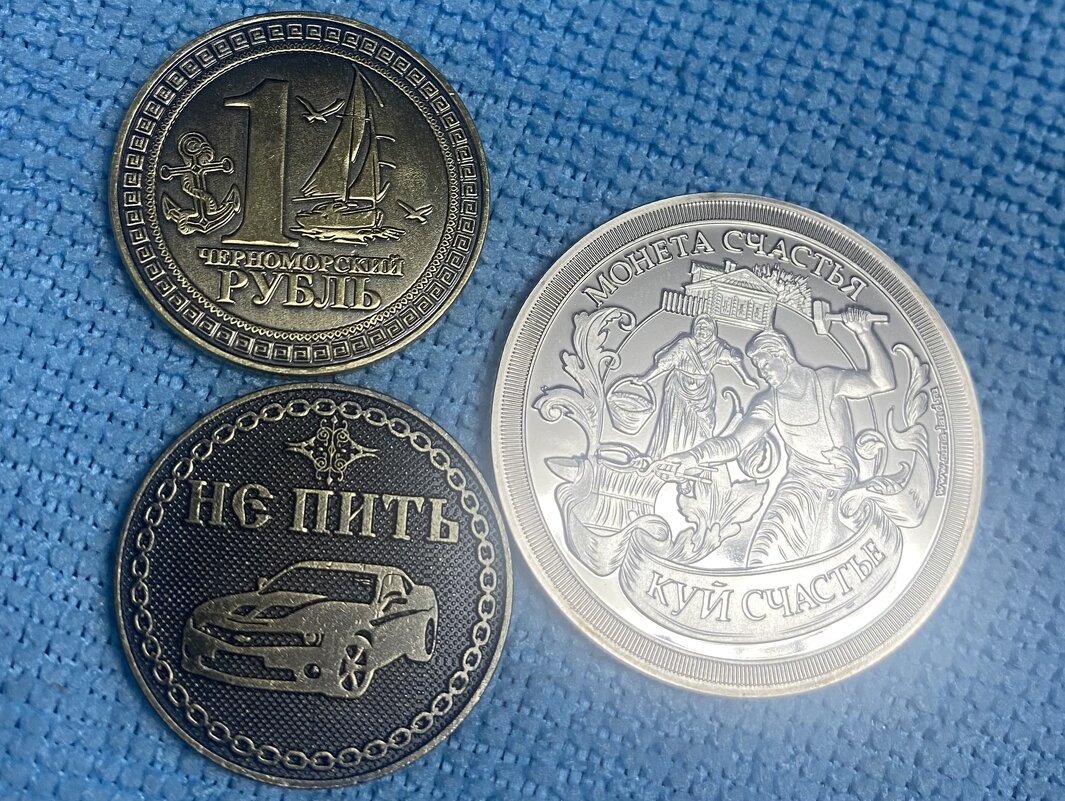 1
ЧЕРНОМОРСКИЙ
РУБЛЬ
НЕ ПИТЬ
МОНЕТА СЧАСТЬЯ
КУЙ СЧАСТЬЕ